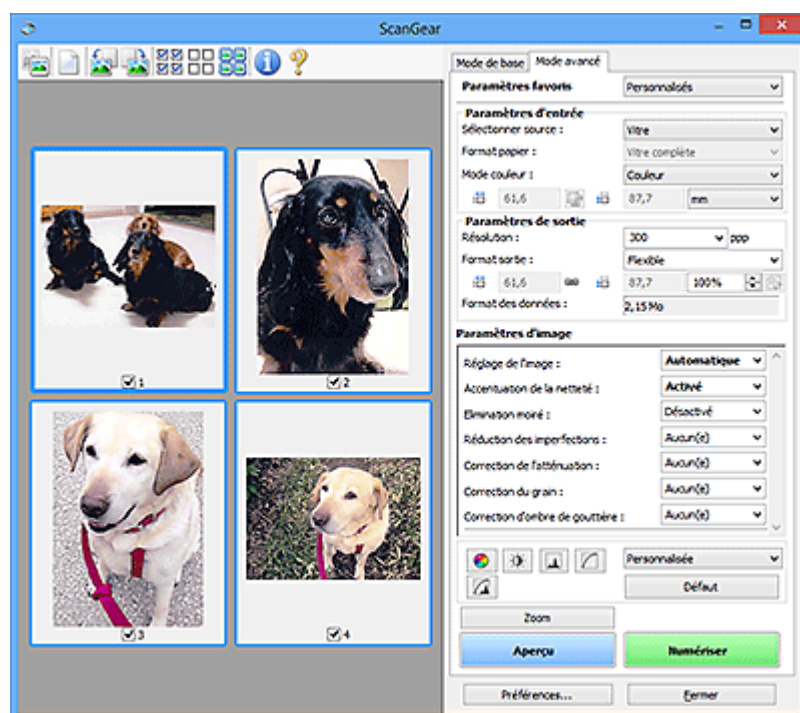 ScanGear
Mode de base Mode avancé
Paramètres favoris Personnalisés
Paramètres d'entrée
Sélectionner source : Vitre
Format papier : Vitre complète
Mode couleur : Couleur
61,6 87,7 mm
Paramètres de sortie
Résolution : 300 ppp
Format sortie : Flexible
61,6 87,7 100%
Format des données : 2,15 Mo
Paramètres d'image
Réglage de l'image : Automatique
Accentuation de la netteté : Activé
Elimination moiré : Désactivé
Réduction des imperfections : Aucun(e)
Correction de l'atténuation : Aucun(e)
Correction du grain : Aucun(e)
Correction d'ombre de gouttière : Aucun(e)
Personnalisée
Défaut
Zoom
Aperçu Numériser
Préférences... Fermer
1
2
3
4